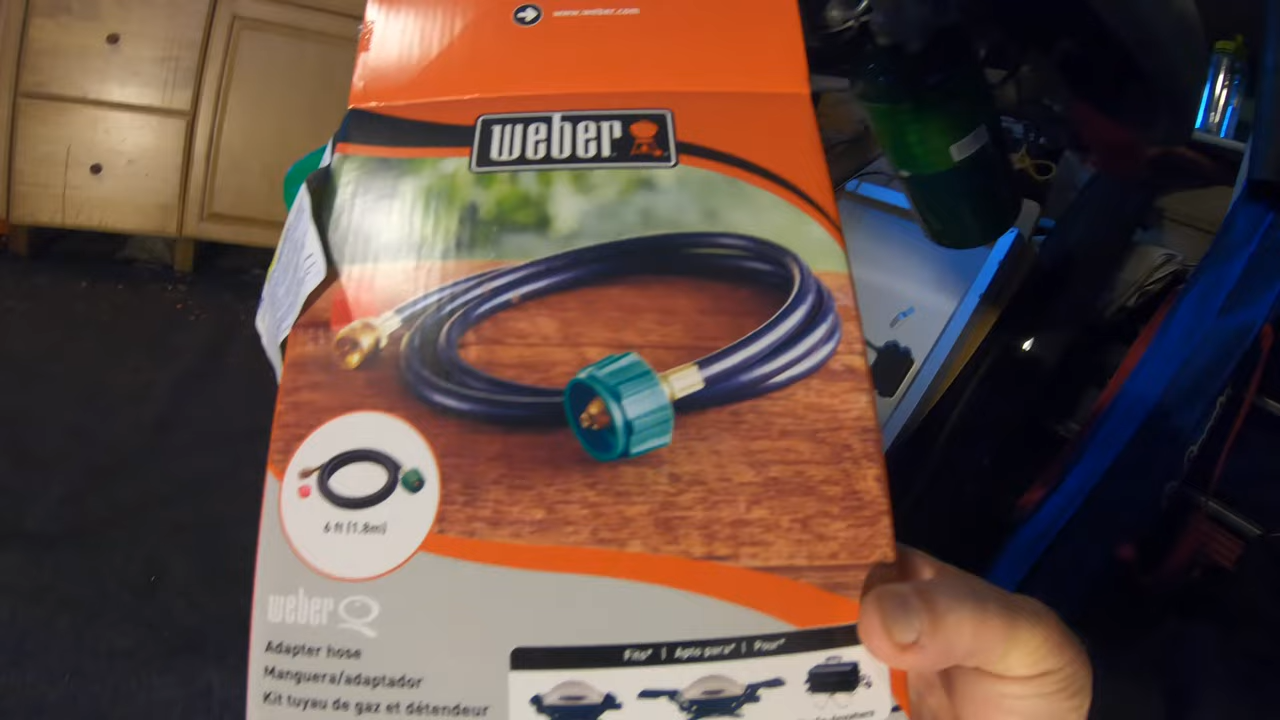 www.weber.com
weber
6 ft (1.8m)
weber Q
Adapter hose
Manguera/adaptador
Kit tuyau de gaz et détendeur
Fits* | Apto para* | Pour*